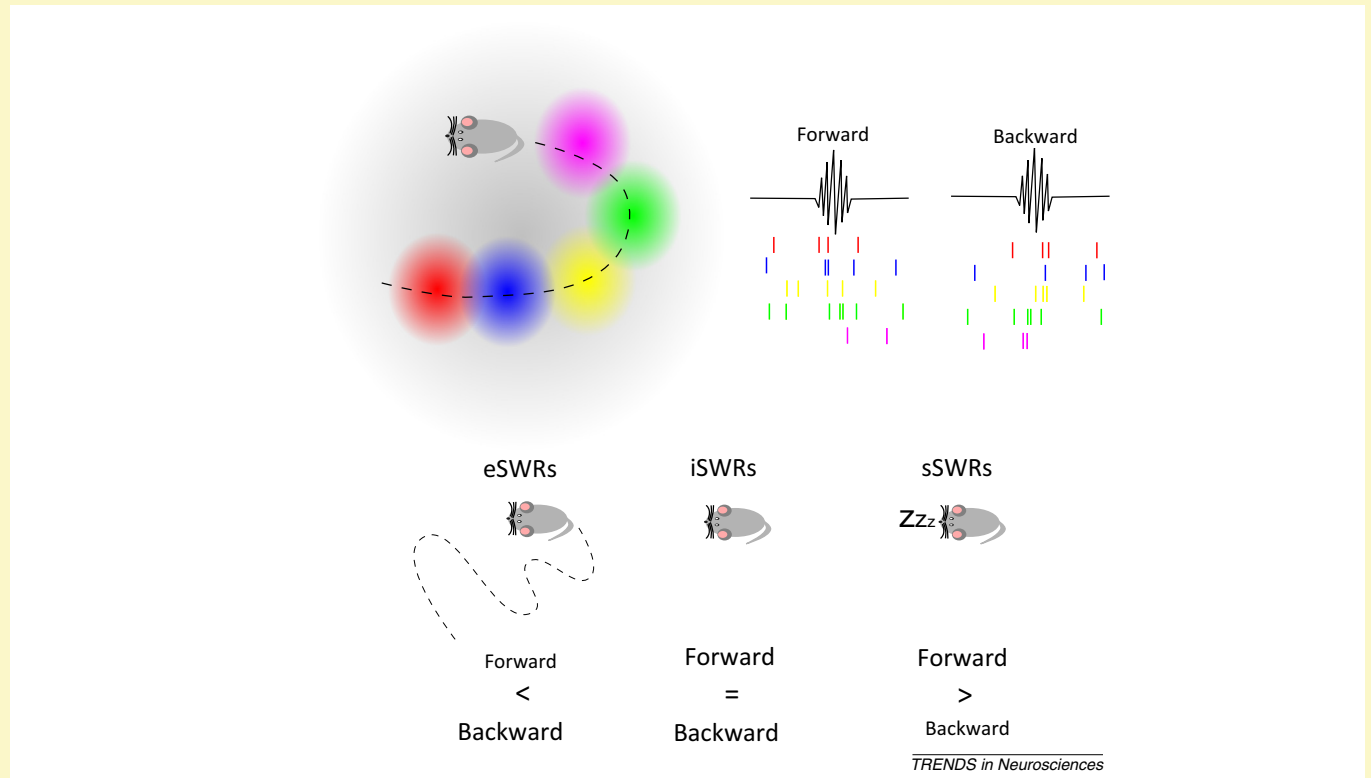 Forward
Backward
eSWRs
iSWRs
sSWRs
zzz
Forward
<
Backward
Forward
=
Backward
Forward
>
Backward
TRENDS in Neurosciences